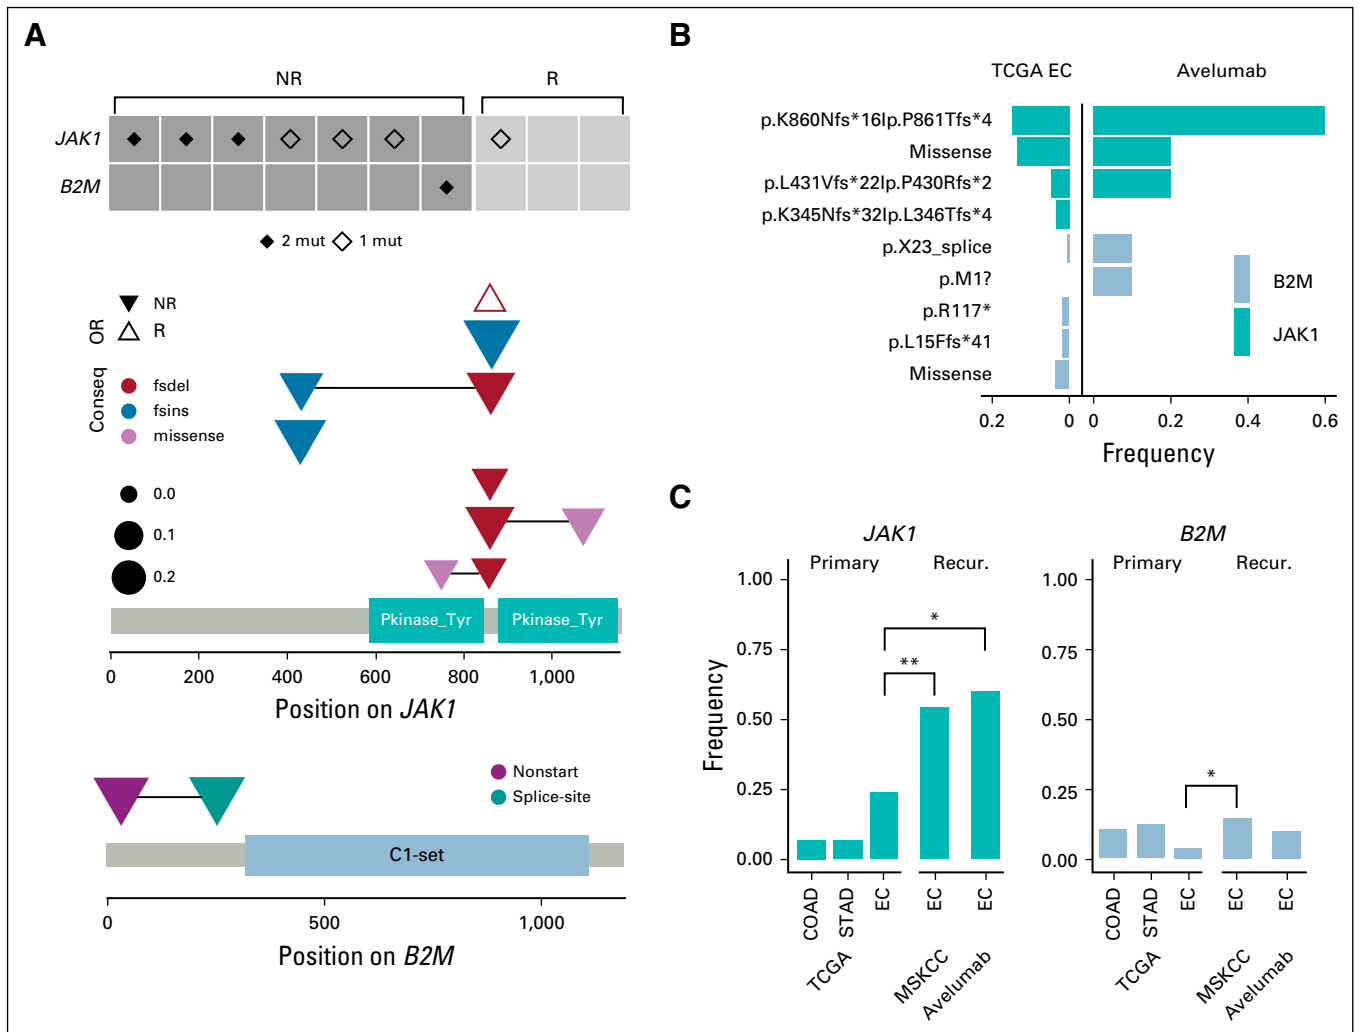 A
NR
R
JAK1
B2M
2 mut
1 mut
OR
NR
R
Conseq
fsdel
fsins
missense
0.0
0.1
0.2
Pkinase_Tyr
Pkinase_Tyr
0
200
400
600
800
1,000
Position on JAK1
Nonstart
Splice-site
C1-set
0
500
1,000
Position on B2M
B
TCGA EC
Avelumab
p.K860Nfs*16Ip.P861Tfs*4
Missense
p.L431Vfs*22Ip.P430Rfs*2
p.K345Nfs*32Ip.L346Tfs*4
p.X23_splice
p.M1?
p.R117*
p.L15Ffs*41
Missense
B2M
JAK1
0.2
0
0
0.2
0.4
0.6
Frequency
C
JAK1
Primary
Recur.
Frequency
1.00
0.75
0.50
0.25
0.00
*
**
COAD
STAD
EC
EC
EC
TCGA
MSKCC
Avelumab
B2M
Primary
Recur.
1.00
0.75
0.50
0.25
0.00
*
COAD
STAD
EC
EC
EC
TCGA
MSKCC
Avelumab